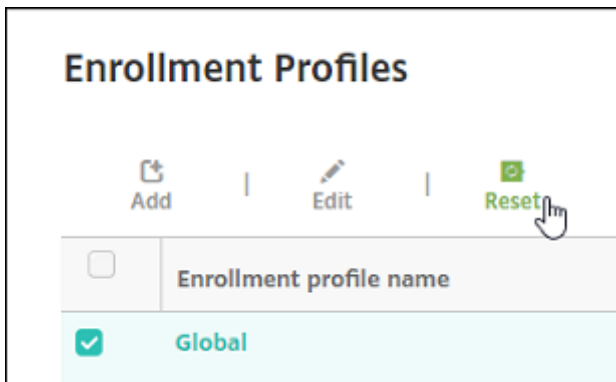 Enrollment Profiles
Add | Edit | Reset
Enrollment profile name
Global